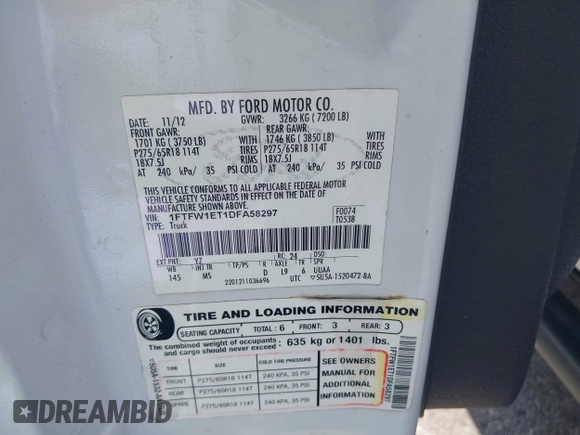 MFD. BY FORD MOTOR CO.
DATE: 11/12 GVWR: 3266 KG ( 7200 LB)
FRONT GAWR: REAR GAWR:
1701 KG ( 3750 LB) WITH 1746 KG ( 3850 LB) WITH
P275/65R18 114T TIRES P275/65R18 114T TIRES
18X7.5J RIMS 18X7.5J RIMS
AT 240 kPa/ 35 PSI COLD AT 240 kPa/ 35 PSI COLD
THIS VEHICLE CONFORMS TO ALL APPLICABLE FEDERAL MOTOR
VEHICLE SAFETY STANDARDS IN EFFECT ON THE DATE OF
MANUFACTURE SHOWN ABOVE.
VIN: 1FTFW1ET1DFA58297
TYPE: Truck
F0074
T0538
EXT PNT: YZ RC: 24 DSO:
WB INT TR TP/PS R AXLE TR SPR
145 MS D L9 6 UUAA
2201211036696 UTC 5U5A-1520472-BA
TIRE AND LOADING INFORMATION
SEATING CAPACITY TOTAL: 6 FRONT: 3 REAR: 3
The combined weight of occupants and cargo should never exceed: 635 kg or 1401 lbs.
TIRE SIZE COLD TIRE PRESSURE
FRONT P275/65R18 114T 240 KPA, 35 PSI
REAR P275/65R18 114T 240 KPA, 35 PSI
SPARE P275/65R18 114T 240 KPA, 35 PSI
SEE OWNERS
MANUAL FOR
ADDITIONAL
INFORMATION
1FTFW1ET1DFA58297
DREAMBID